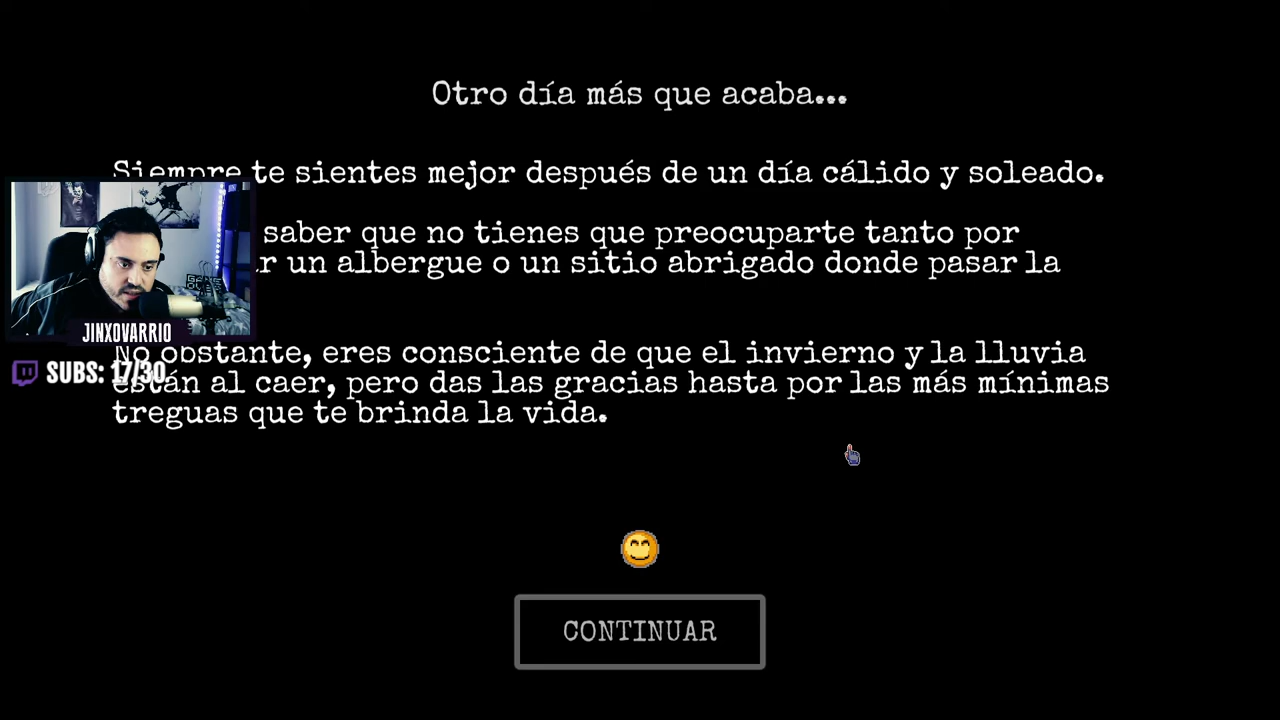 Otro día más que acaba...
Siempre te sientes mejor después de un día cálido y soleado.
saber que no tienes que preocuparte tanto por
un albergue o un sitio abrigado donde pasar la
JINXOVARRIO
No obstante, eres consciente de que el invierno y la lluvia
SUBS: 17/30
están al caer, pero das las gracias hasta por las más mínimas
treguas que te brinda la vida.
CONTINUAR